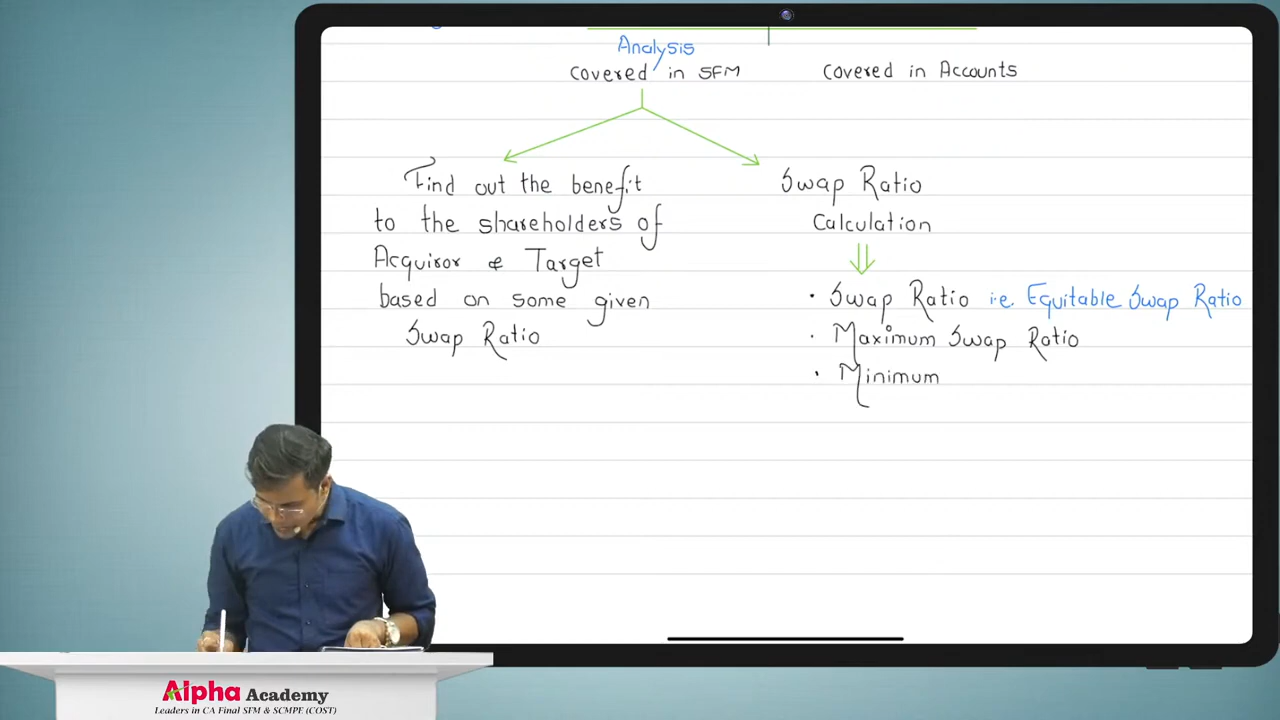 Analysis
Covered in SFM
Covered in Accounts
Find out the benefit
to the shareholders of
Acquiror & Target
based on some given
Swap Ratio
Swap Ratio
Calculation
• Swap Ratio i.e. Equitable Swap Ratio
• Maximum Swap Ratio
• Minimum
Alpha Academy
Leaders in CA Final SFM & SCMPE (COST)